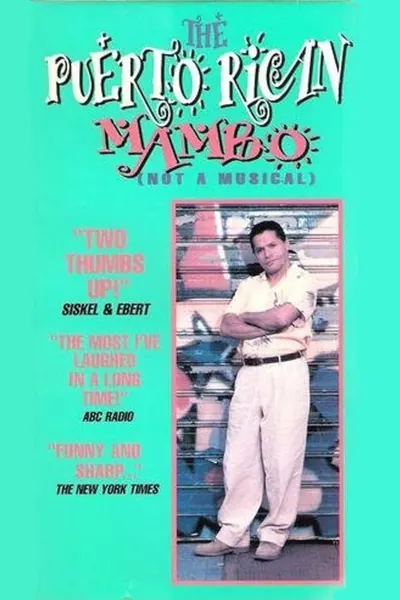 THE
PUERTO RICAN
MAMBO
(NOT A MUSICAL)
"TWO
THUMBS
UP!"
SISKEL & EBERT
"THE MOST I'VE
LAUGHED
IN A LONG
TIME!"
ABC RADIO
"FUNNY AND
SHARP..."
THE NEW YORK TIMES